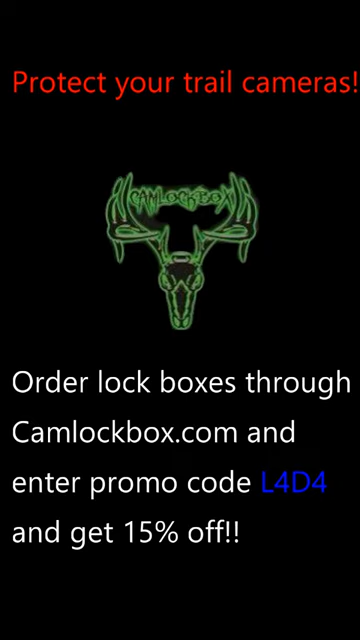 Protect your trail cameras!
CAMLOCKBOX
Order lock boxes through
Camlockbox.com and
enter promo code L4D4
and get 15% off!!